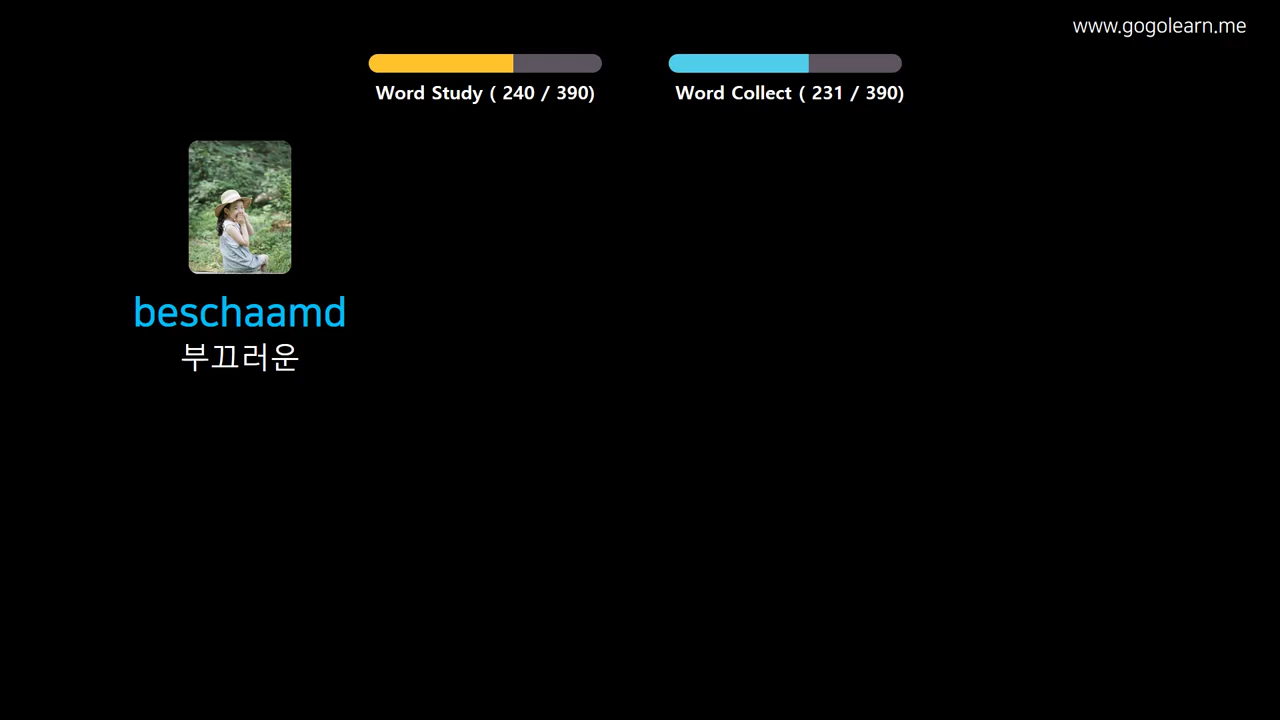 www.gogolearn.me
Word Study ( 240 / 390)
Word Collect ( 231 / 390)
beschaamd
부끄러운